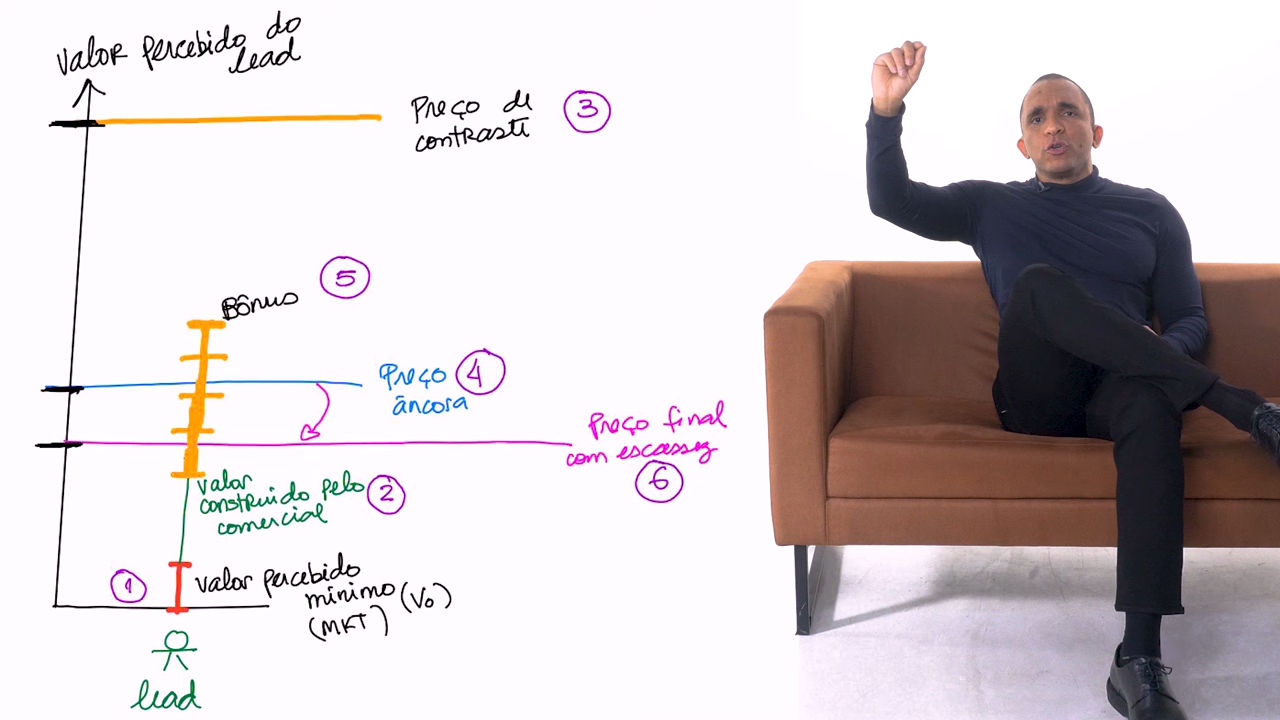 Valor percebido do
lead
Preço de
contraste
3
5
Bônus
Preço
âncora
4
Preço final
com escassez
6
valor
construido pelo
comercial
2
1
valor percebido
mínimo (V0)
(MKT)
lead